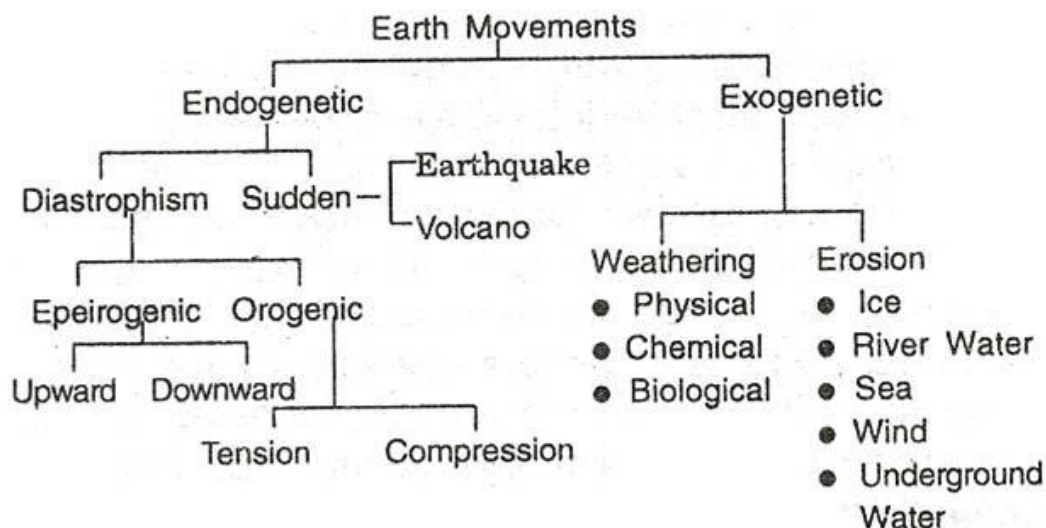 Earth Movements
Endogenetic
Exogenetic
Diastrophism
Sudden
Earthquake
Volcano
Epeirogenic
Orogenic
Upward
Downward
Tension
Compression
Weathering
● Physical
● Chemical
● Biological
Erosion
● Ice
● River Water
● Sea
● Wind
● Underground
Water